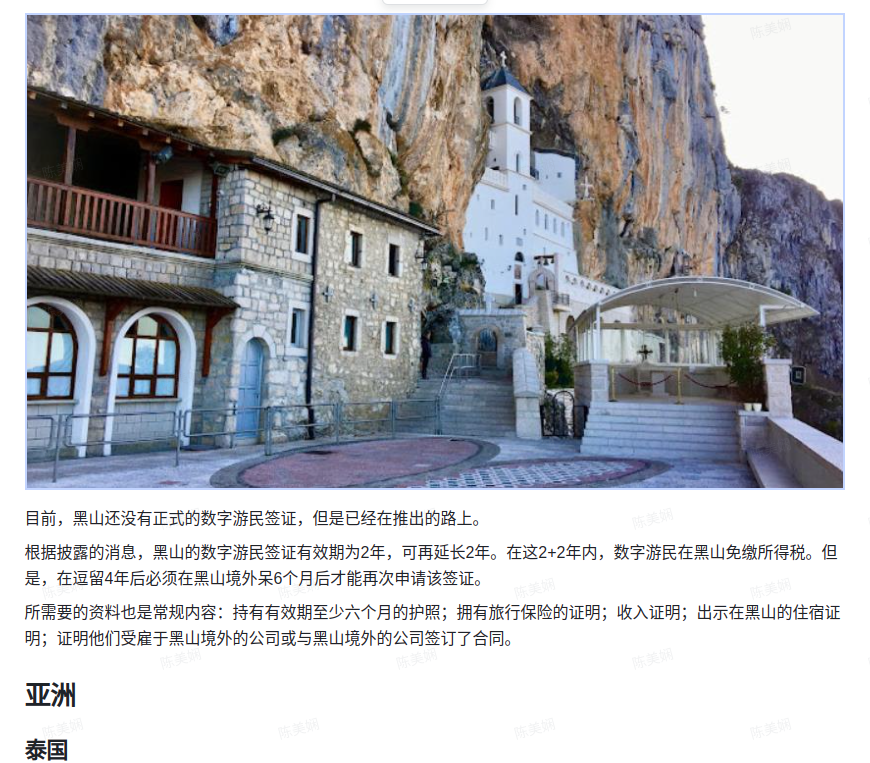 目前，黑山还没有正式的数字游民签证，但是已经在推出的路上。
根据披露的消息，黑山的数字游民签证有效期为2年，可再延长2年。在这2+2年内，数字游民在黑山免缴所得税。但
是，在逗留4年后必须在黑山境外呆6个月后才能再次申请该签证。
所需要的资料也是常规内容：持有有效期至少六个月的护照；拥有旅行保险的证明；收入证明；出示在黑山的住宿证
明；证明他们受雇于黑山境外的公司或与黑山境外的公司签订了合同。
亚洲
泰国